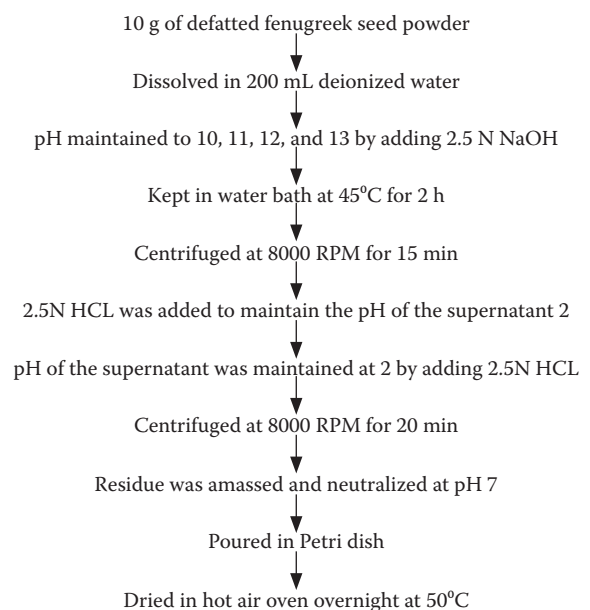 10 g of defatted fenugreek seed powder
Dissolved in 200 mL deionized water
pH maintained to 10, 11, 12, and 13 by adding 2.5 N NaOH
Kept in water bath at 45⁰C for 2 h
Centrifuged at 8000 RPM for 15 min
2.5N HCL was added to maintain the pH of the supernatant 2
pH of the supernatant was maintained at 2 by adding 2.5N HCL
Centrifuged at 8000 RPM for 20 min
Residue was amassed and neutralized at pH 7
Poured in Petri dish
Dried in hot air oven overnight at 50⁰C